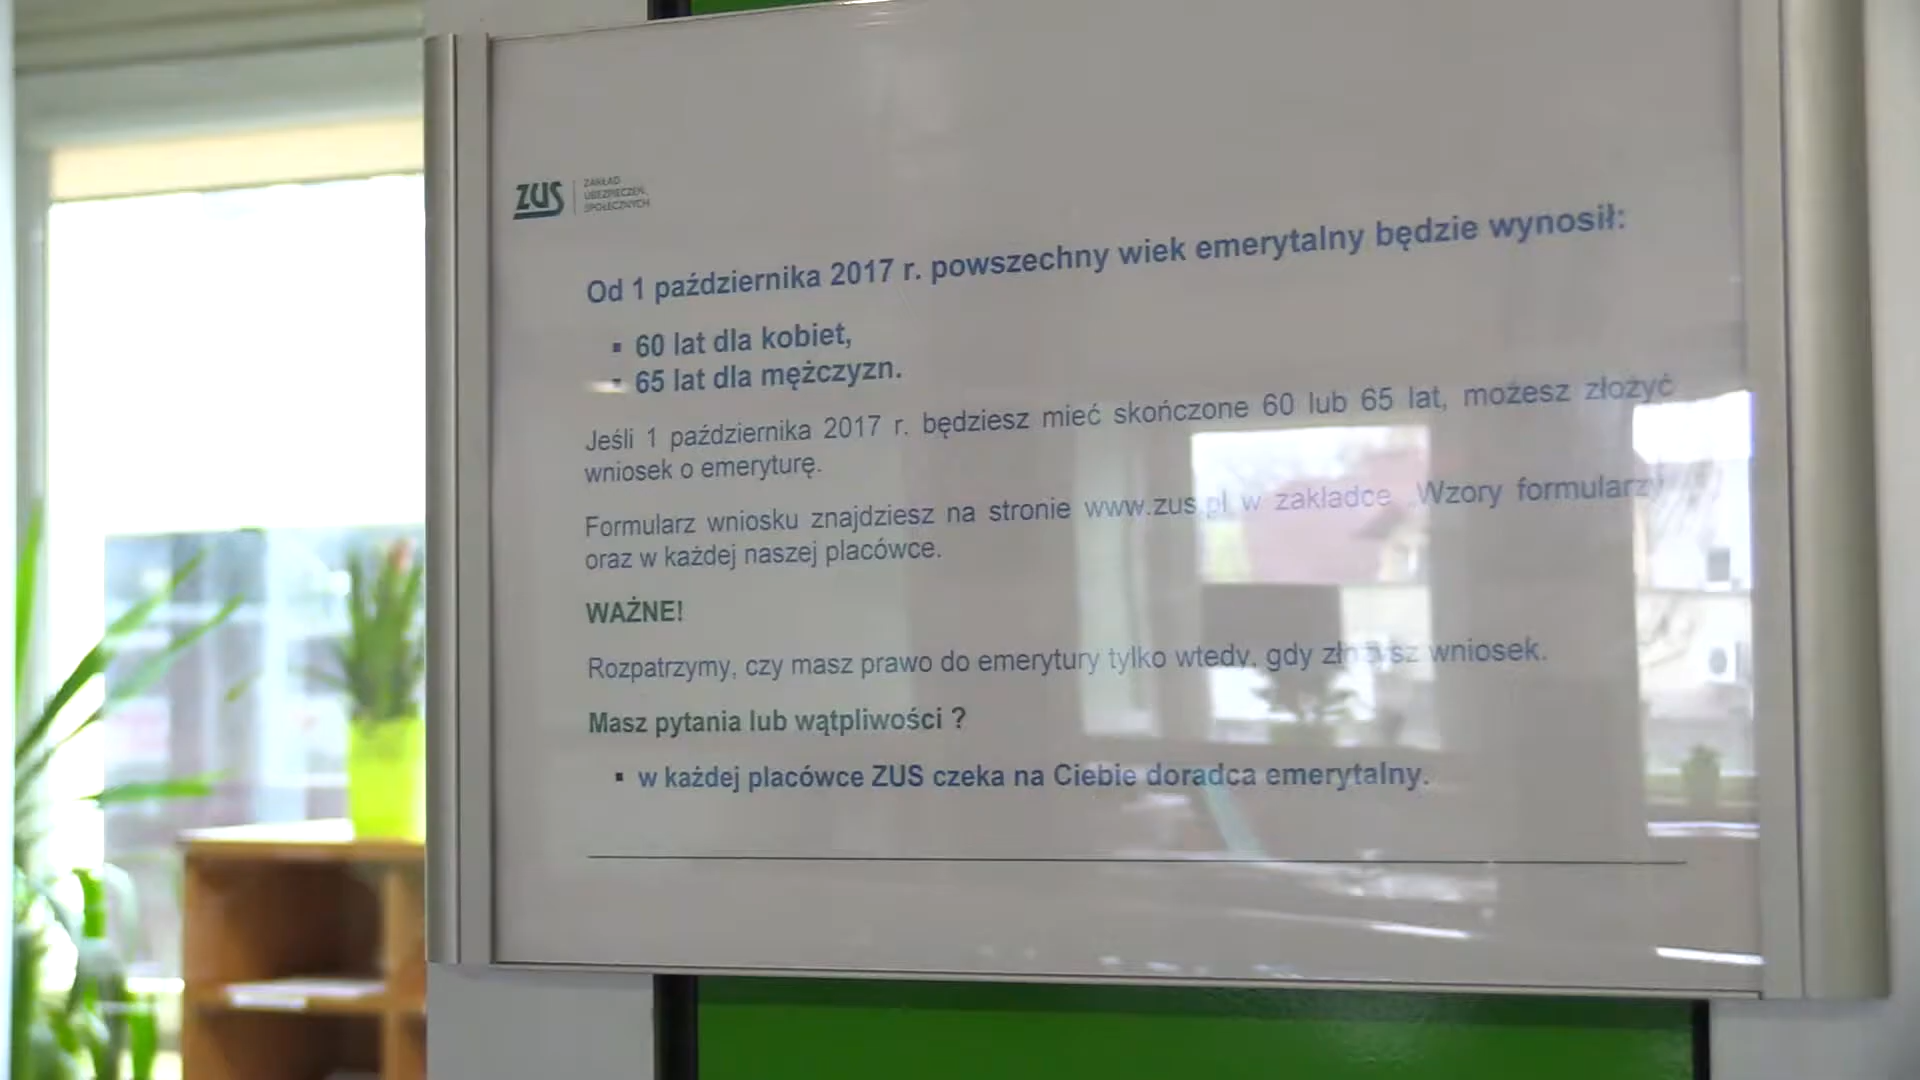 ZUS
ZAKŁAD
UBEZPIECZEŃ
SPOŁECZNYCH
Od 1 października 2017 r. powszechny wiek emerytalny będzie wynosił:
▪ 60 lat dla kobiet,
▪ 65 lat dla mężczyzn.
Jeśli 1 października 2017 r. będziesz mieć skończone 60 lub 65 lat, możesz złożyć
wniosek o emeryturę.
Formularz wniosku znajdziesz na stronie www.zus.pl w zakładce „Wzory formularzy”
oraz w każdej naszej placówce.
WAŻNE!
Rozpatrzymy, czy masz prawo do emerytury tylko wtedy, gdy złożysz wniosek.
Masz pytania lub wątpliwości ?
▪ w każdej placówce ZUS czeka na Ciebie doradca emerytalny.